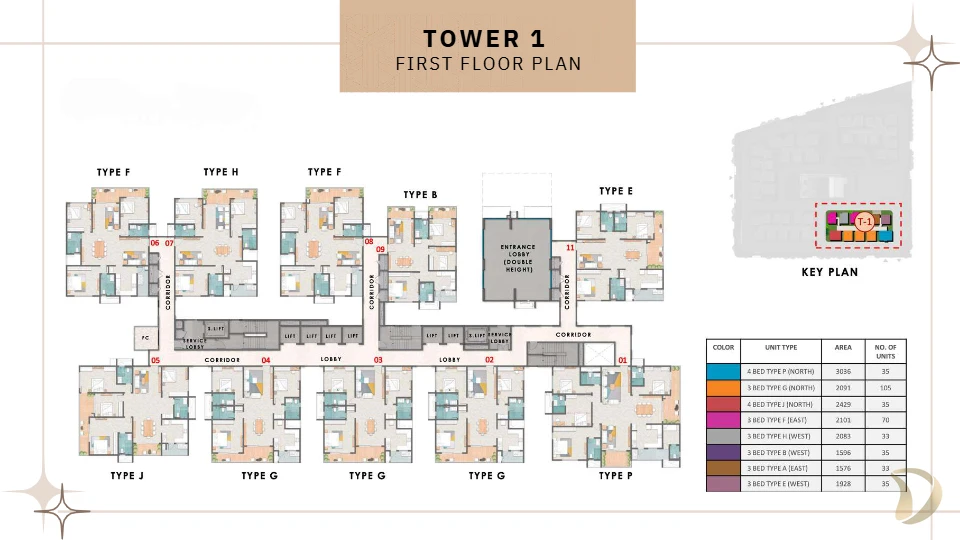 TOWER 1
FIRST FLOOR PLAN
TYPE F
TYPE H
TYPE F
TYPE B
TYPE E
06 07
08
09
11
ENTRANCE
LOBBY
(DOUBLE
HEIGHT)
CORRIDOR
CORRIDOR
CORRIDOR
T-1
KEY PLAN
FC
SERVICE
LOBBY
S.LIFT
LIFT
LIFT
LIFT
LIFT
LIFT
LIFT
S.LIFT
SERVICE
LOBBY
CORRIDOR
05
CORRIDOR
04
LOBBY
03
LOBBY
02
01
TYPE J
TYPE G
TYPE G
TYPE G
TYPE P
COLOR UNIT TYPE AREA NO. OF UNITS
4 BED TYPE P (NORTH) 3036 35
3 BED TYPE G (NORTH) 2091 105
4 BED TYPE J (NORTH) 2429 35
3 BED TYPE F (EAST) 2101 70
3 BED TYPE H (WEST) 2083 33
3 BED TYPE B (WEST) 1596 35
3 BED TYPE A (EAST) 1576 33
3 BED TYPE E (WEST) 1928 35